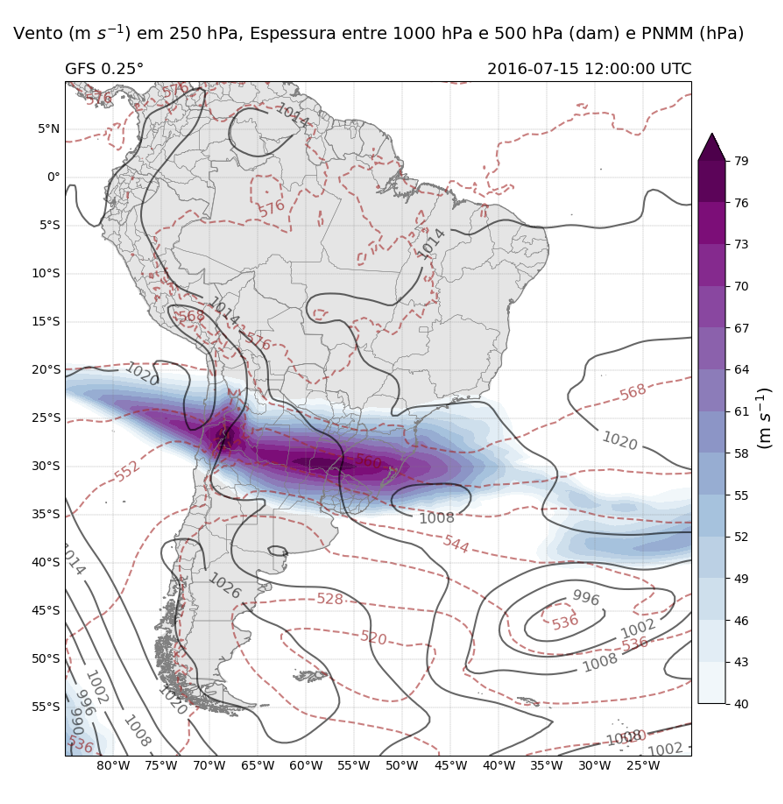 Vento (m s⁻¹) em 250 hPa, Espessura entre 1000 hPa e 500 hPa (dam) e PNMM (hPa)
GFS 0.25°
2016-07-15 12:00:00 UTC
576
576
1014
576
1014
568
1014
576
1020
568
1020
552
560
1008
544
1014
1026
528
520
996
536
1002
536
1008
1002
996
990
1008
1020
536
1008
520
1002
5°N
0°
5°S
10°S
15°S
20°S
25°S
30°S
35°S
40°S
45°S
50°S
55°S
80°W
75°W
70°W
65°W
60°W
55°W
50°W
45°W
40°W
35°W
30°W
25°W
79
76
73
70
67
64
61
58
55
52
49
46
43
40
(m s⁻¹)